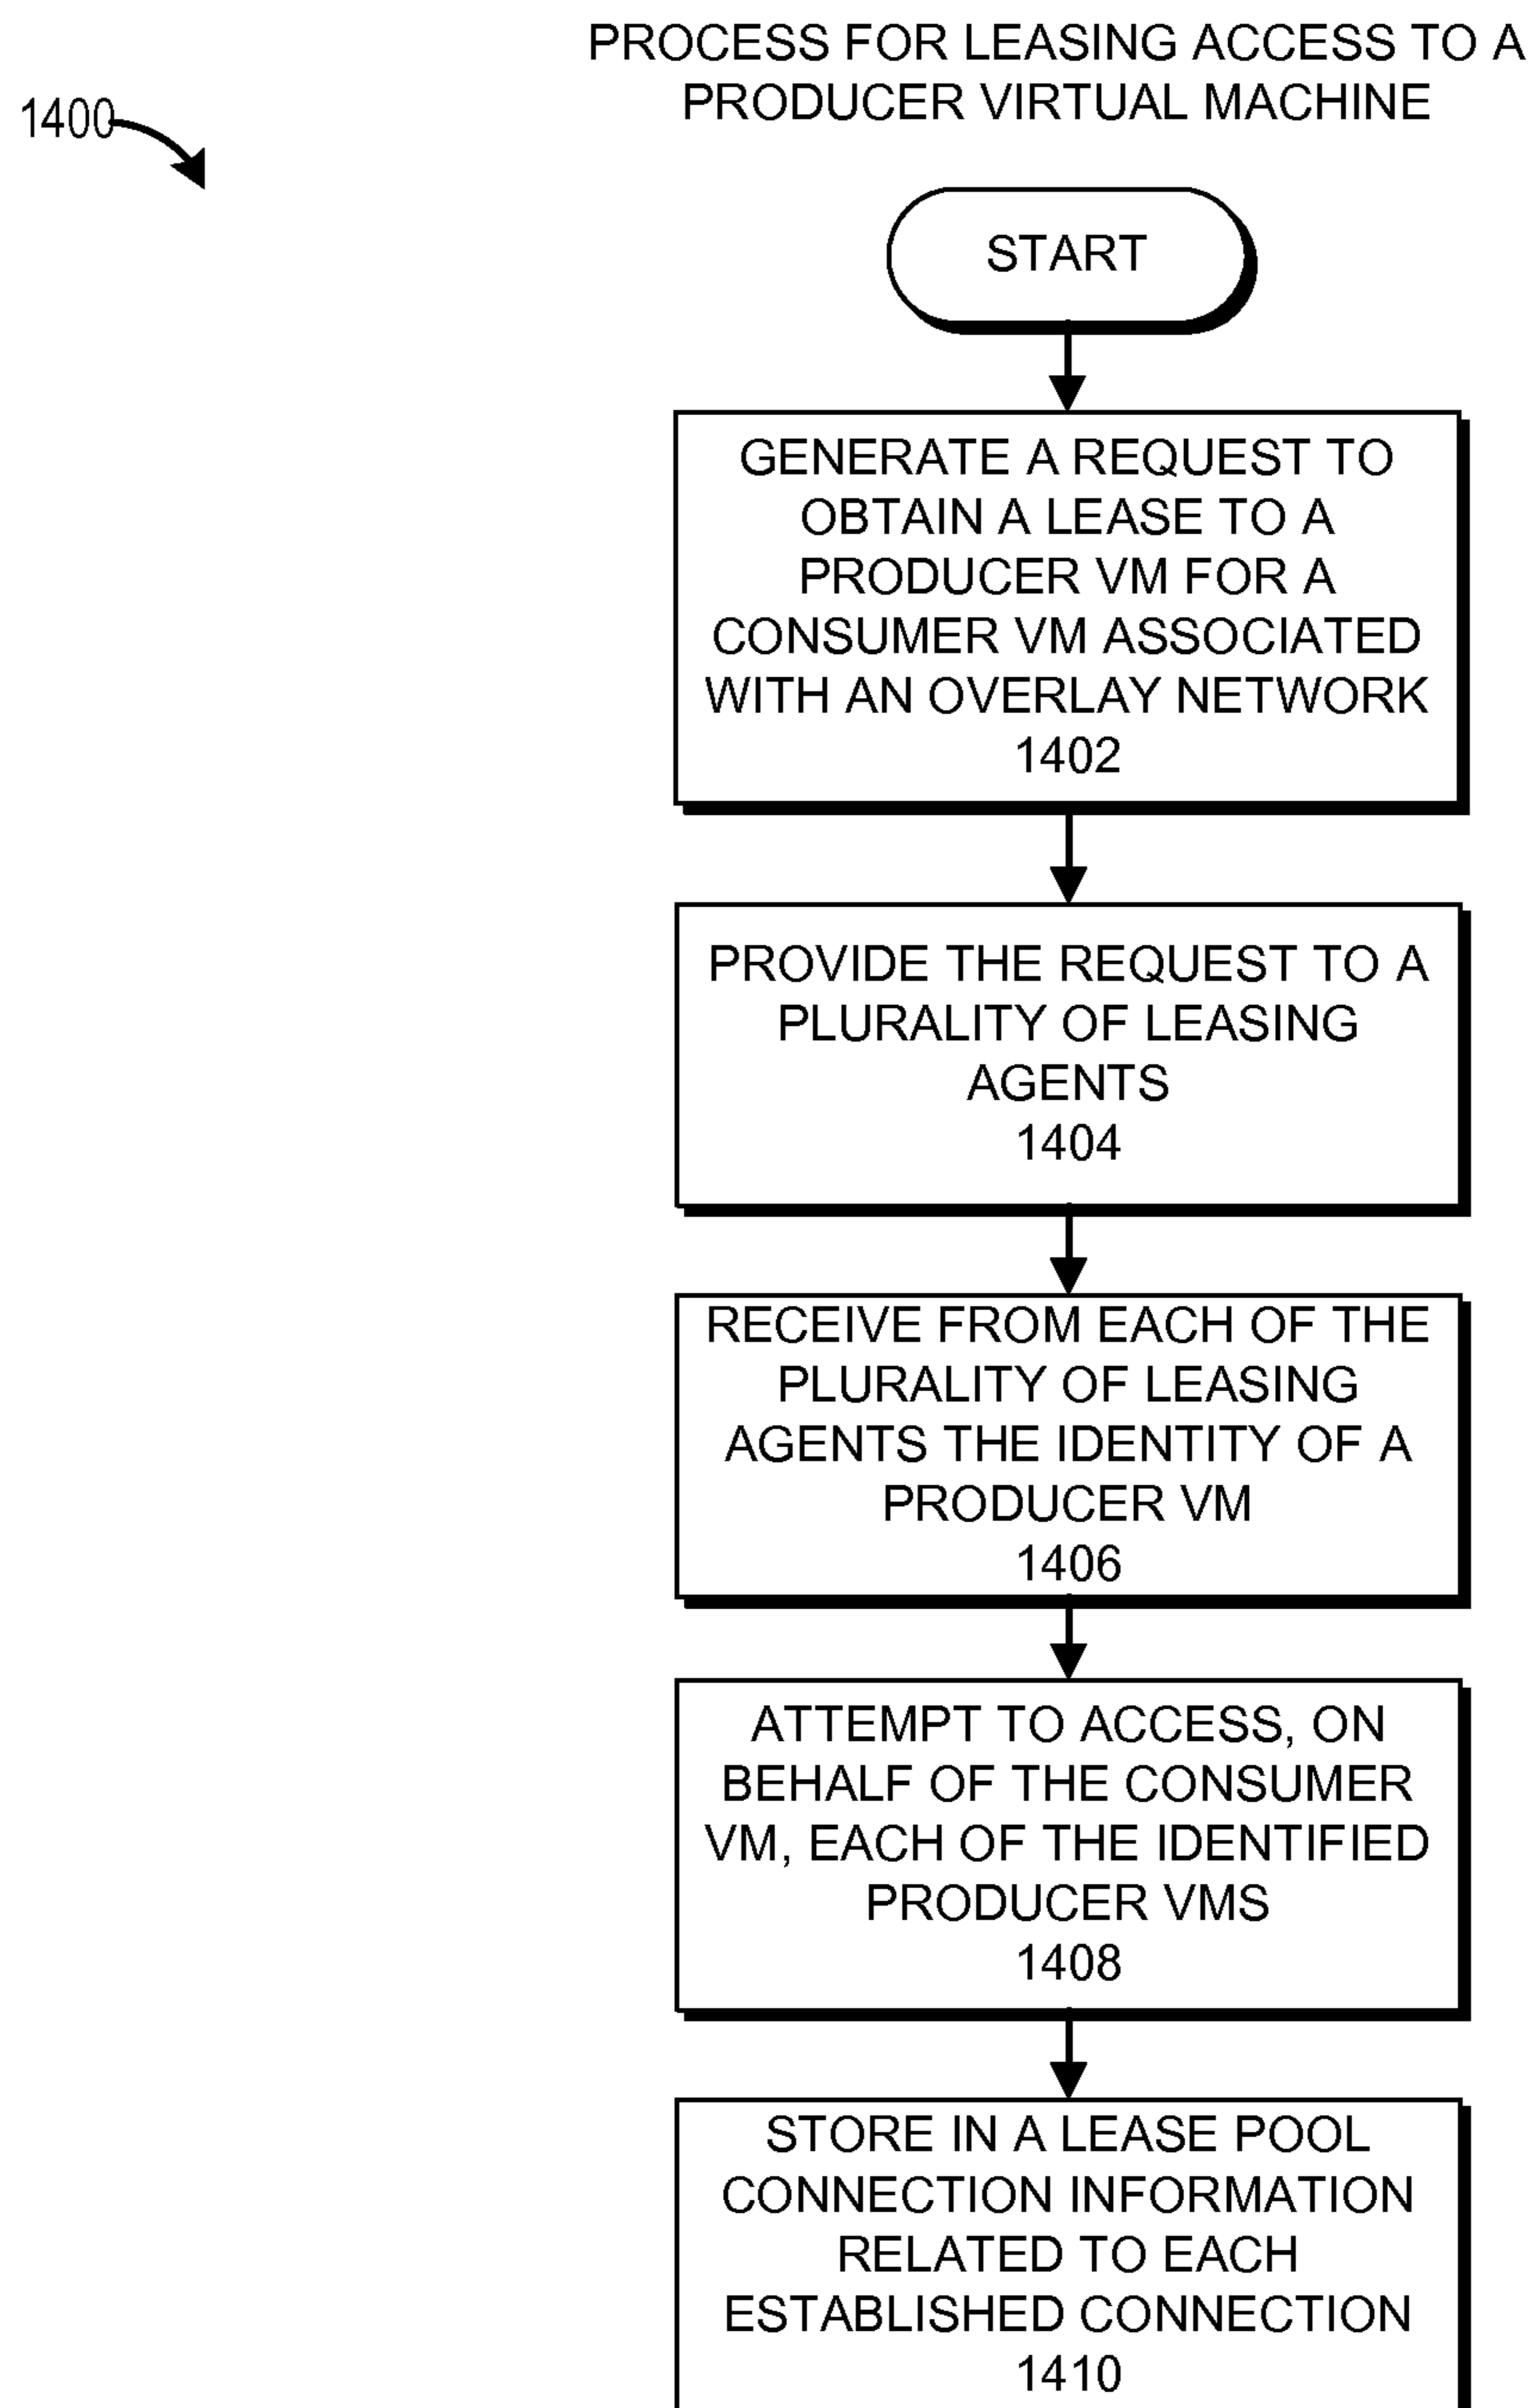 PROCESS FOR LEASING ACCESS TO A
PRODUCER VIRTUAL MACHINE
1400
START
GENERATE A REQUEST TO
OBTAIN A LEASE TO A
PRODUCER VM FOR A
CONSUMER VM ASSOCIATED
WITH AN OVERLAY NETWORK
1402
PROVIDE THE REQUEST TO A
PLURALITY OF LEASING
AGENTS
1404
RECEIVE FROM EACH OF THE
PLURALITY OF LEASING
AGENTS THE IDENTITY OF A
PRODUCER VM
1406
ATTEMPT TO ACCESS, ON
BEHALF OF THE CONSUMER
VM, EACH OF THE IDENTIFIED
PRODUCER VMS
1408
STORE IN A LEASE POOL
CONNECTION INFORMATION
RELATED TO EACH
ESTABLISHED CONNECTION
1410